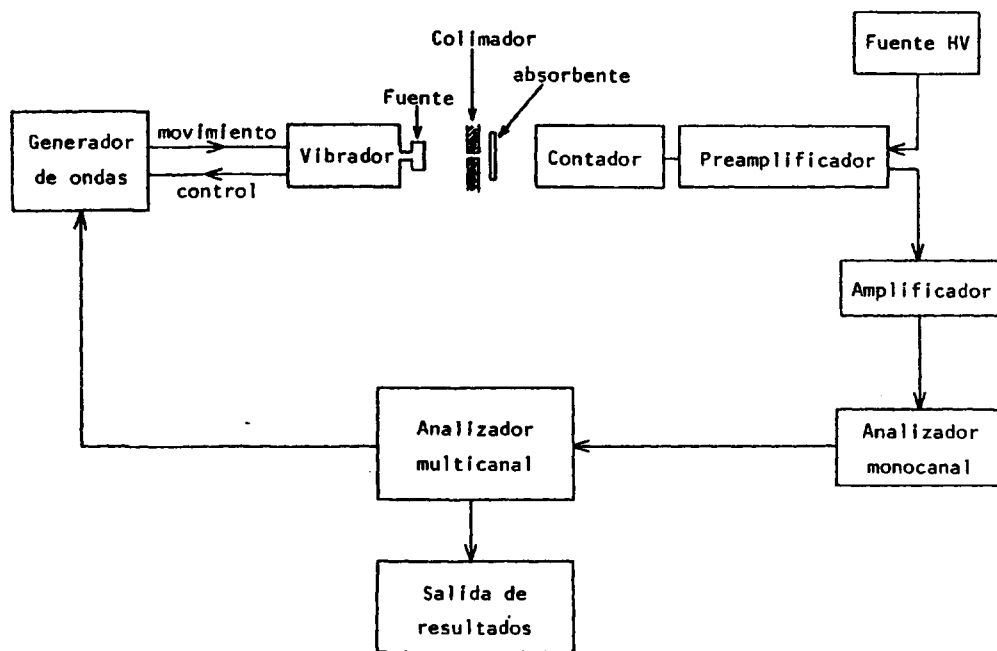 Colimador
Fuente HV
absorbente
Fuente
Generador
de ondas
movimiento
control
Vibrador
Contador
Preamplificador
Amplificador
Analizador
multicanal
Analizador
monocanal
Salida de
resultados